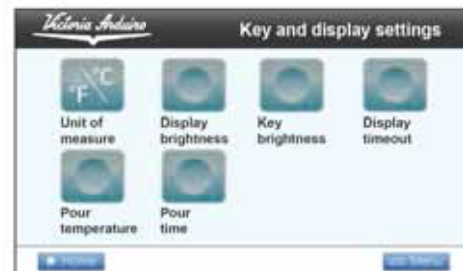 Victoria Arduino
Key and display settings
°C
°F
Unit of measure
Display brightness
Key brightness
Display timeout
Pour temperature
Pour time
Home
Menu